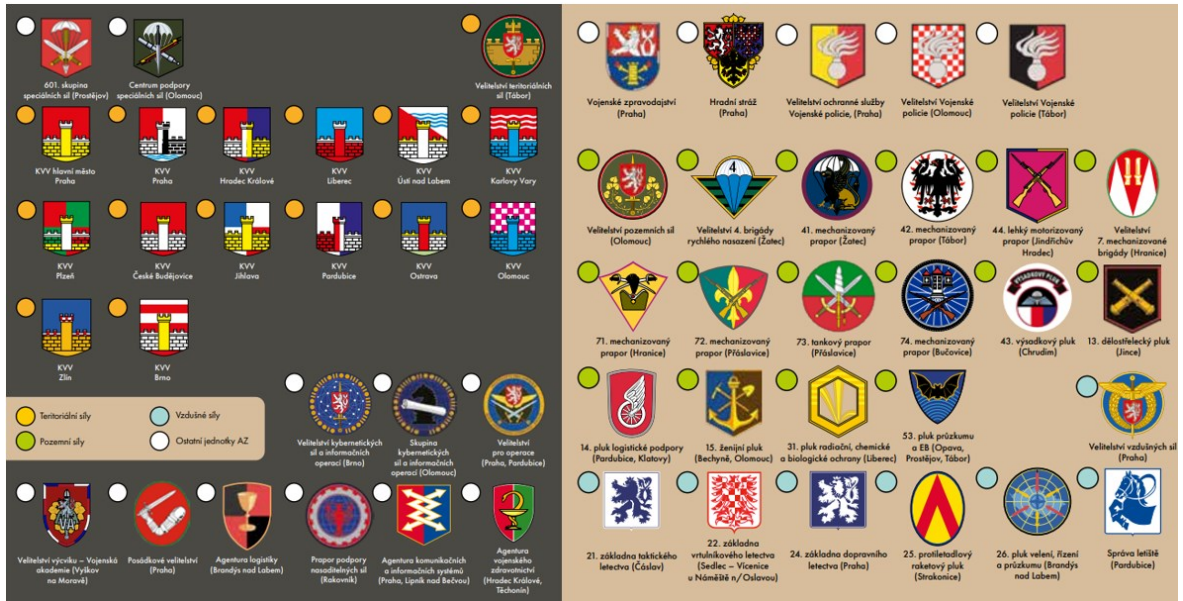 601. skupina
speciálních sil (Prostějov)
Centrum podpory
speciálních sil (Olomouc)
Velitelství teritoriálních
sil (Tábor)
KVV hlavní město
Praha
KVV
Praha
KVV
Hradec Králové
KVV
Liberec
KVV
Ústí nad Labem
KVV
Karlovy Vary
KVV
Plzeň
KVV
České Budějovice
KVV
Jihlava
KVV
Pardubice
KVV
Ostrava
KVV
Olomouc
KVV
Zlín
KVV
Brno
Teritoriální síly
Vzdušné síly
Pozemní síly
Ostatní jednotky AZ
Velitelství kybernetických
sil a informačních
operací (Brno)
Skupina
kybernetických
sil a informačních
operací (Olomouc)
Velitelství
pro operace
(Praha, Pardubice)
Velitelství výcviku – Vojenská
akademie (Vyškov
na Moravě)
Posádkové velitelství
(Praha)
Agentura logistiky
(Brandýs nad Labem)
Prapor podpory
nasaditelných sil
(Rakovník)
Agentura komunikačních
a informačních systémů
(Praha, Lipník nad Bečvou)
Agentura
vojenského
zdravotnictví
(Hradec Králové,
Těchonín)
Vojenské zpravodajství
(Praha)
Hradní stráž
(Praha)
Velitelství ochranné služby
Vojenské policie, (Praha)
Velitelství Vojenské
policie (Olomouc)
Velitelství Vojenské
policie (Tábor)
4
Velitelství pozemních sil
(Olomouc)
Velitelství 4. brigády
rychlého nasazení (Žatec)
41. mechanizovaný
prapor (Žatec)
42. mechanizovaný
prapor (Tábor)
44. lehký motorizovaný
prapor (Jindřichův
Hradec)
Velitelství
7. mechanizované
brigády (Hranice)
VÝSADKOVÝ PLUK
71. mechanizovaný
prapor (Hranice)
72. mechanizovaný
prapor (Přáslavice)
73. tankový prapor
(Přáslavice)
74. mechanizovaný
prapor (Bučovice)
43. výsadkový pluk
(Chrudim)
13. dělostřelecký pluk
(Jince)
14. pluk logistické podpory
(Pardubice, Klatovy)
15. ženijní pluk
(Bechyně, Olomouc)
31. pluk radiační, chemické
a biologické ochrany (Liberec)
53. pluk průzkumu
a EB (Opava,
Prostějov, Tábor)
Velitelství vzdušných sil
(Praha)
21. základna taktického
letectva (Čáslav)
22. základna
vrtulníkového letectva
(Sedlec – Vícenice
u Náměště n/Oslavou)
24. základna dopravního
letectva (Praha)
25. protiletadlový
raketový pluk
(Strakonice)
26. pluk velení, řízení
a průzkumu (Brandýs
nad Labem)
Správa letiště
(Pardubice)